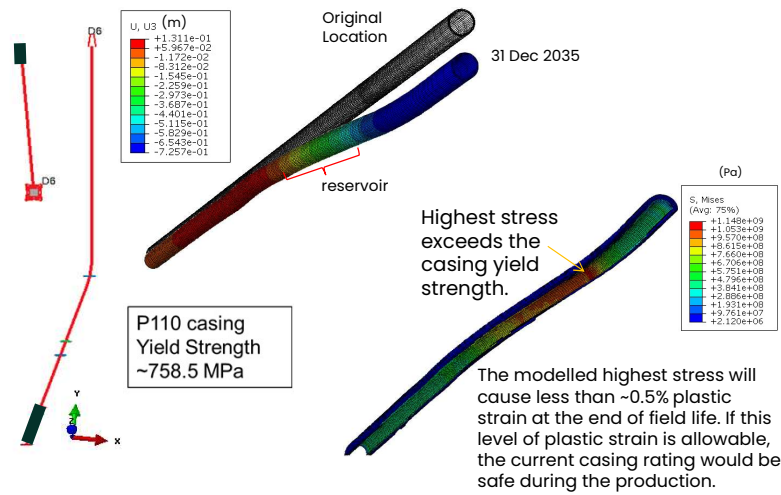 D6
D6
Y
Z
X
U, U3 (m)
+1.311e-01
+5.967e-02
-1.172e-02
-8.312e-02
-1.545e-01
-2.259e-01
-2.973e-01
-3.687e-01
-4.401e-01
-5.115e-01
-5.829e-01
-6.543e-01
-7.257e-01
Original
Location
31 Dec 2035
reservoir
P110 casing
Yield Strength
~758.5 MPa
Highest stress
exceeds the
casing yield
strength.
(Pa)
S, Mises
(Avg: 75%)
+1.148e+09
+1.053e+09
+9.570e+08
+8.615e+08
+7.660e+08
+6.706e+08
+5.751e+08
+4.796e+08
+3.841e+08
+2.886e+08
+1.931e+08
+9.761e+07
+2.120e+06
The modelled highest stress will
cause less than ~0.5% plastic
strain at the end of field life. If this
level of plastic strain is allowable,
the current casing rating would be
safe during the production.